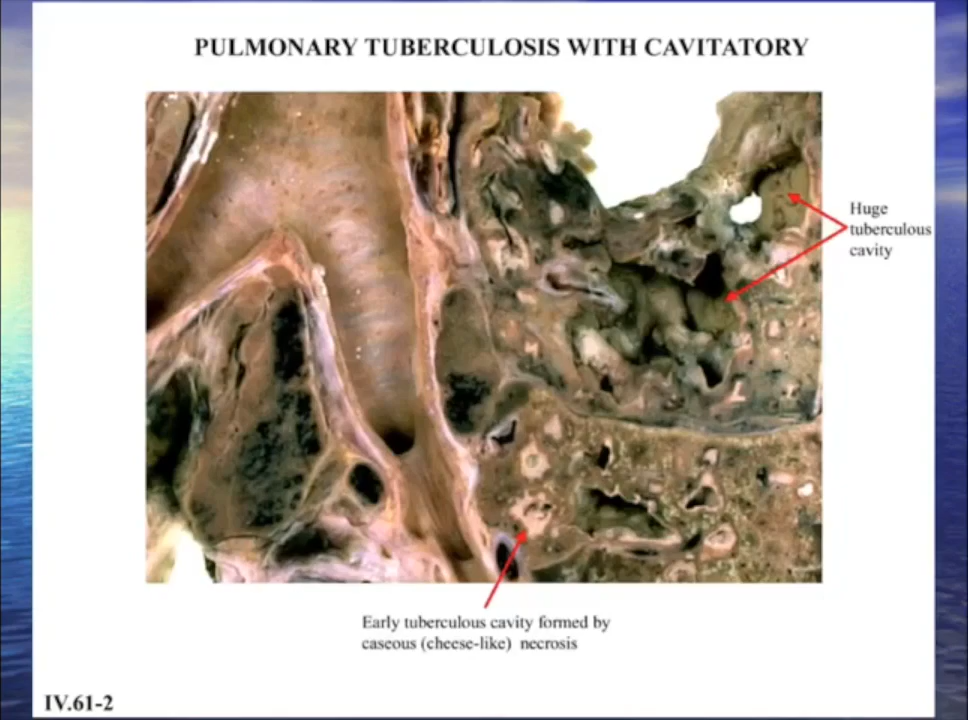 PULMONARY TUBERCULOSIS WITH CAVITATORY
Huge
tuberculous
cavity
Early tuberculous cavity formed by
caseous (cheese-like) necrosis
IV.61-2